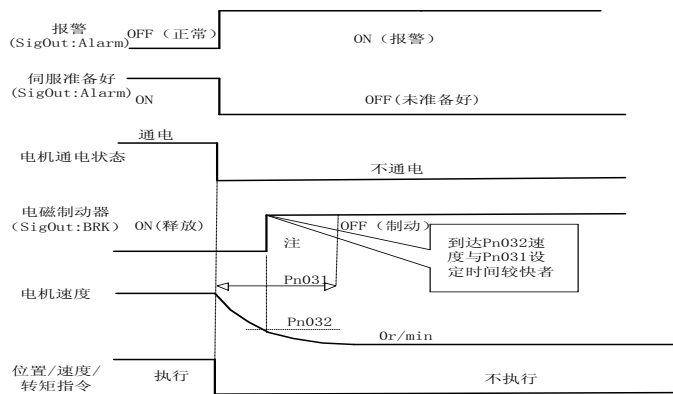 报警
(SigOut:Alarm)
OFF（正常）
ON（报警）
伺服准备好
(SigOut:Alarm)
ON
OFF(未准备好)
通电
电机通电状态
不通电
电磁制动器
(SigOut:BRK)
ON(释放)
注
OFF（制动）
到达Pn032速
度与Pn031设
定时间较快者
Pn031
电机速度
Pn032
0r/min
位置/速度/
转矩指令
执行
不执行